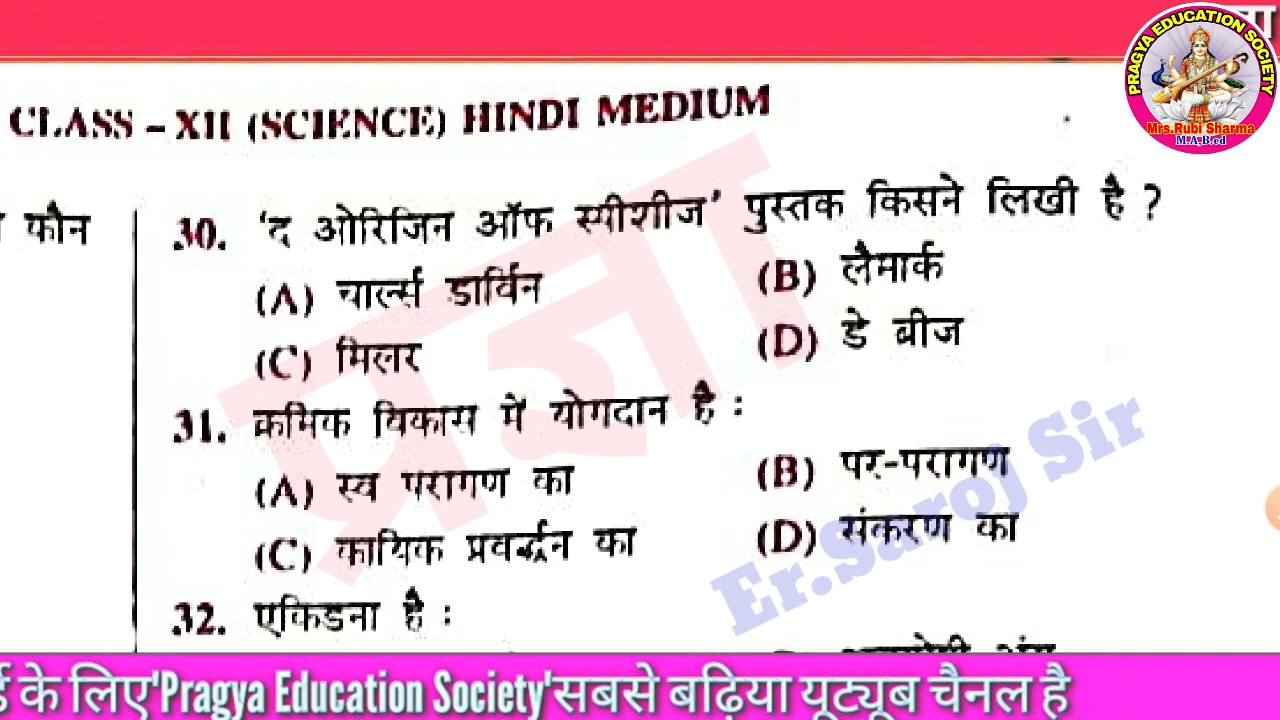 PRAGYA EDUCATION SOCIETY
Mrs.Rubi Sharma
M.A,B.ed
CLASS – XII (SCIENCE) HINDI MEDIUM
कौन
30. ‘द ओरिजिन ऑफ स्पीशीज’ पुस्तक किसने लिखी है ?
(A) चार्ल्स डार्विन (B) लैमार्क
(C) मिलर (D) डे ब्रीज
31. क्रमिक विकास में योगदान है :
(A) स्व परागण का (B) पर-परागण
(C) कायिक प्रवर्द्धन का (D) संकरण का
32. एकिडना है :
प्रज्ञा
Er.Saroj Sir
के लिए'Pragya Education Society'सबसे बढ़िया यूट्यूब चैनल है